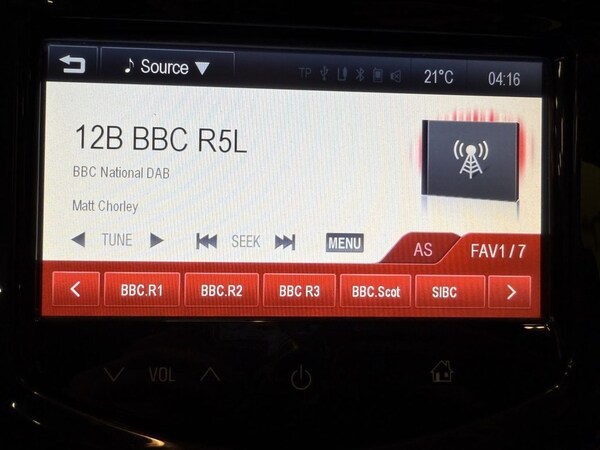 ♪ Source ▼ TP 21°C 04:16
12B BBC R5L
BBC National DAB
Matt Chorley
TUNE SEEK MENU AS FAV1/7
BBC.R1 BBC.R2 BBC R3 BBC.Scot SIBC
VOL